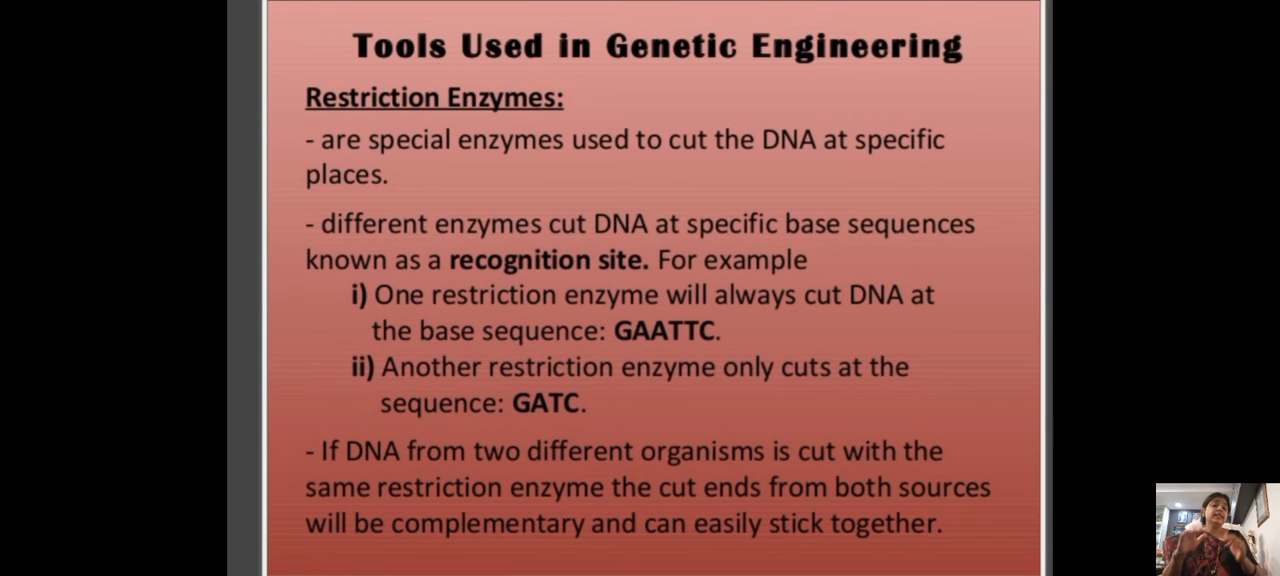 Tools Used in Genetic Engineering
Restriction Enzymes:
- are special enzymes used to cut the DNA at specific
places.
- different enzymes cut DNA at specific base sequences
known as a recognition site. For example
i) One restriction enzyme will always cut DNA at
the base sequence: GAATTC.
ii) Another restriction enzyme only cuts at the
sequence: GATC.
- If DNA from two different organisms is cut with the
same restriction enzyme the cut ends from both sources
will be complementary and can easily stick together.